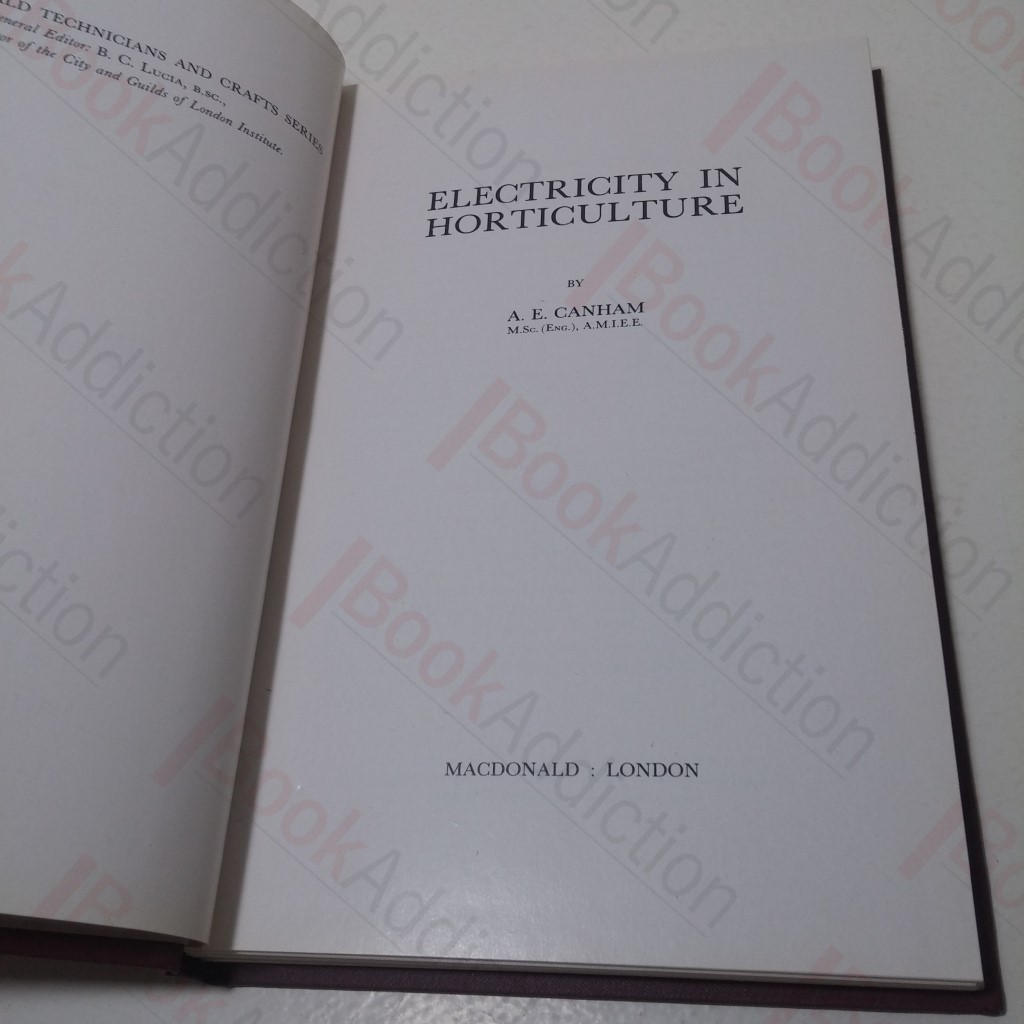 LD TECHNICIANS AND CRAFTS SERIES
General Editor: B. C. LUCIA, B.SC.,
or of the City and Guilds of London Institute.
ELECTRICITY IN
HORTICULTURE
BY
A. E. CANHAM
M.Sc. (ENG.), A.M.I.E.E.
MACDONALD : LONDON
BookAddiction